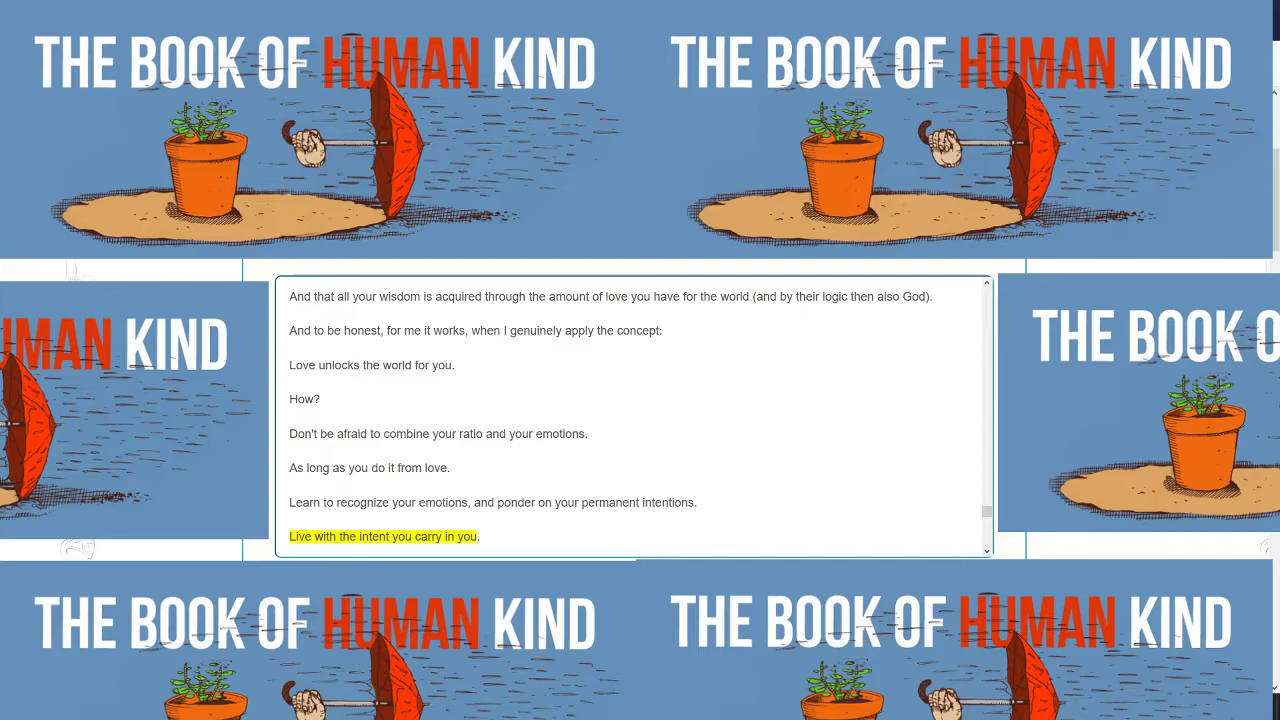 THE BOOK OF HUMAN KIND
THE BOOK OF HUMAN KIND
And that all your wisdom is acquired through the amount of love you have for the world (and by their logic then also God).
And to be honest, for me it works, when I genuinely apply the concept:
Love unlocks the world for you.
How?
Don't be afraid to combine your ratio and your emotions.
As long as you do it from love.
Learn to recognize your emotions, and ponder on your permanent intentions.
Live with the intent you carry in you.
UMAN KIND
THE BOOK O
THE BOOK OF HUMAN KIND
THE BOOK OF HUMAN KIND